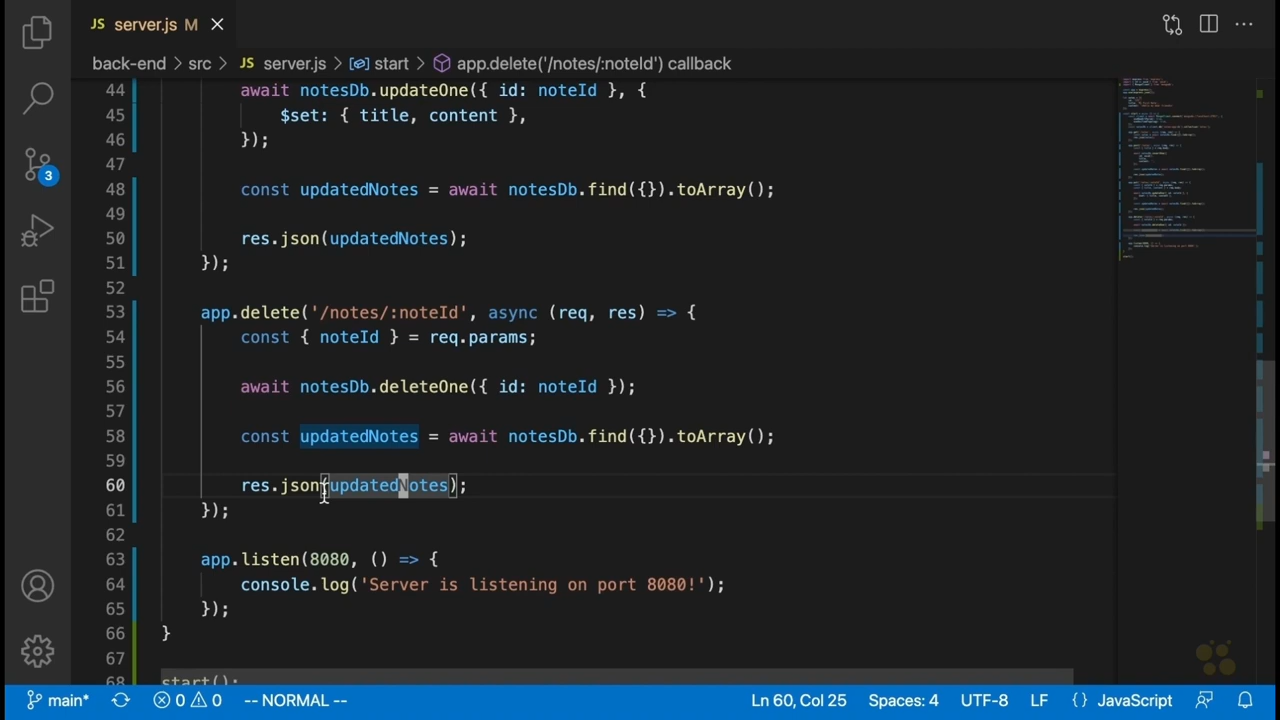 JS server.js M
back-end > src > JS server.js > start > app.delete('/notes/:noteId') callback
44 await notesDb.updateOne({ id: noteId }, {
45 $set: { title, content },
46 });
47
48 const updatedNotes = await notesDb.find({}).toArray();
49
50 res.json(updatedNotes);
51 });
52
53 app.delete('/notes/:noteId', async (req, res) => {
54 const { noteId } = req.params;
55
56 await notesDb.deleteOne({ id: noteId });
57
58 const updatedNotes = await notesDb.find({}).toArray();
59
60 res.json(updatedNotes);
61 });
62
63 app.listen(8080, () => {
64 console.log('Server is listening on port 8080!');
65 });
66 }
67
68 start();
3
main* 0 0 -- NORMAL -- Ln 60, Col 25 Spaces: 4 UTF-8 LF {} JavaScript